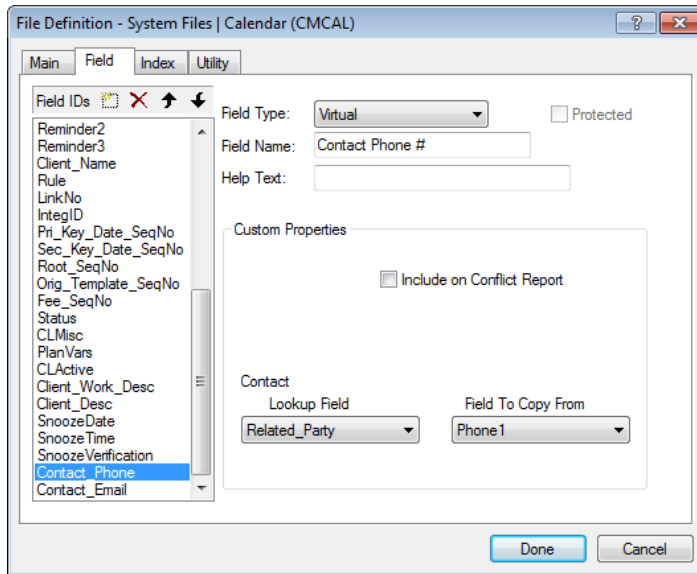 File Definition - System Files | Calendar (CMCAL)
Main Field Index Utility
Field IDs
Reminder2
Reminder3
Client_Name
Rule
LinkNo
IntegID
Pri_Key_Date_SeqNo
Sec_Key_Date_SeqNo
Root_SeqNo
Orig_Template_SeqNo
Fee_SeqNo
Status
CLMisc
PlanVars
CLActive
Client_Work_Desc
Client_Desc
SnoozeDate
SnoozeTime
SnoozeVerification
Contact_Phone
Contact_Email
Field Type: Virtual Protected
Field Name: Contact Phone #
Help Text:
Custom Properties
Include on Conflict Report
Contact
Lookup Field Field To Copy From
Related_Party Phone1
Done Cancel